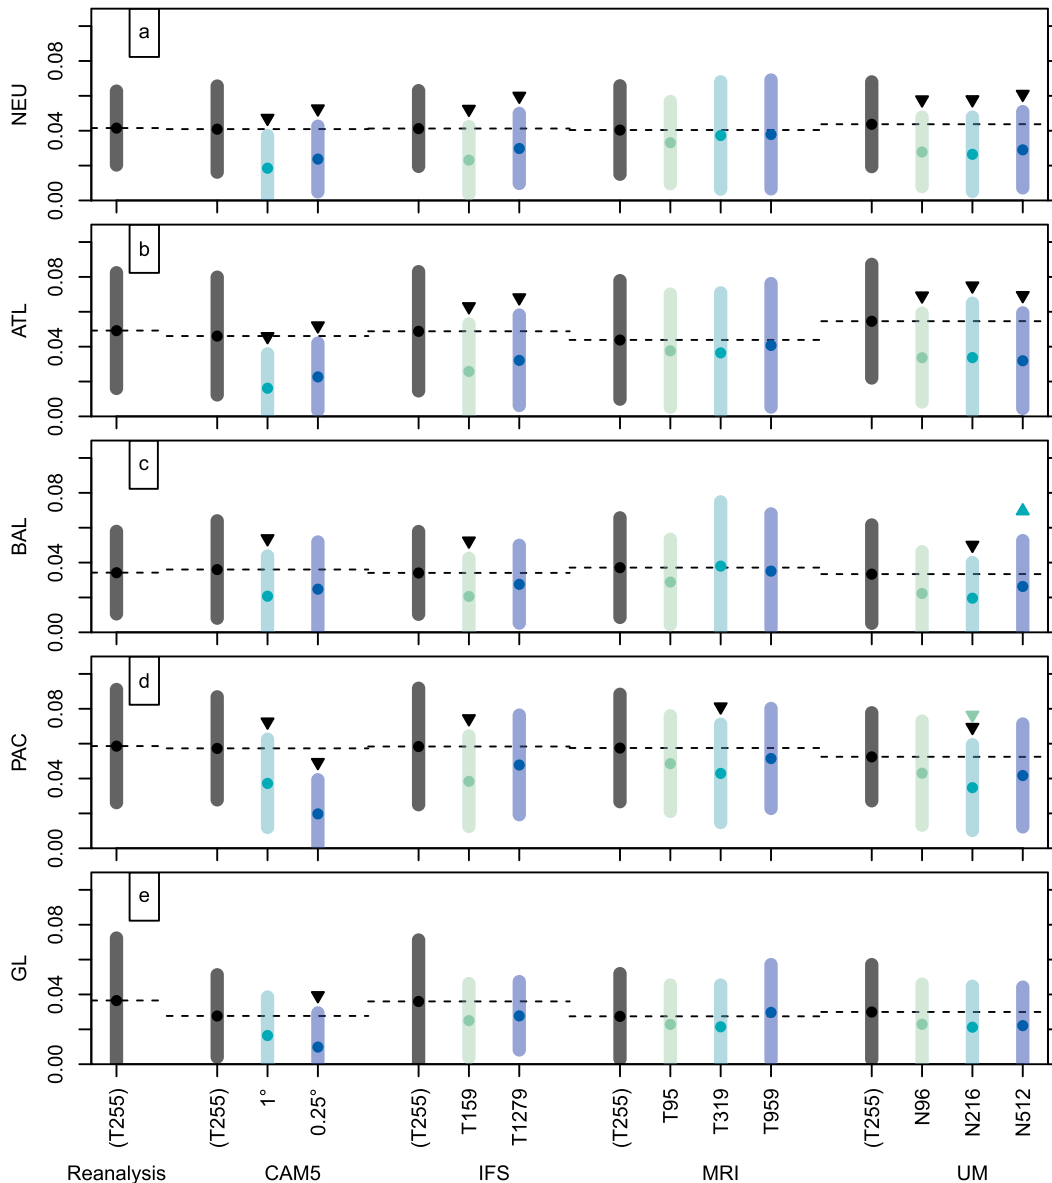 a
NEU
0.00 0.04 0.08
b
ATL
0.00 0.04 0.08
c
BAL
0.00 0.04 0.08
d
PAC
0.00 0.04 0.08
e
GL
0.00 0.04 0.08
(T255) (T255) 1° 0.25° (T255) T159 T1279 (T255) T95 T319 T959 (T255) N96 N216 N512
Reanalysis CAM5 IFS MRI UM